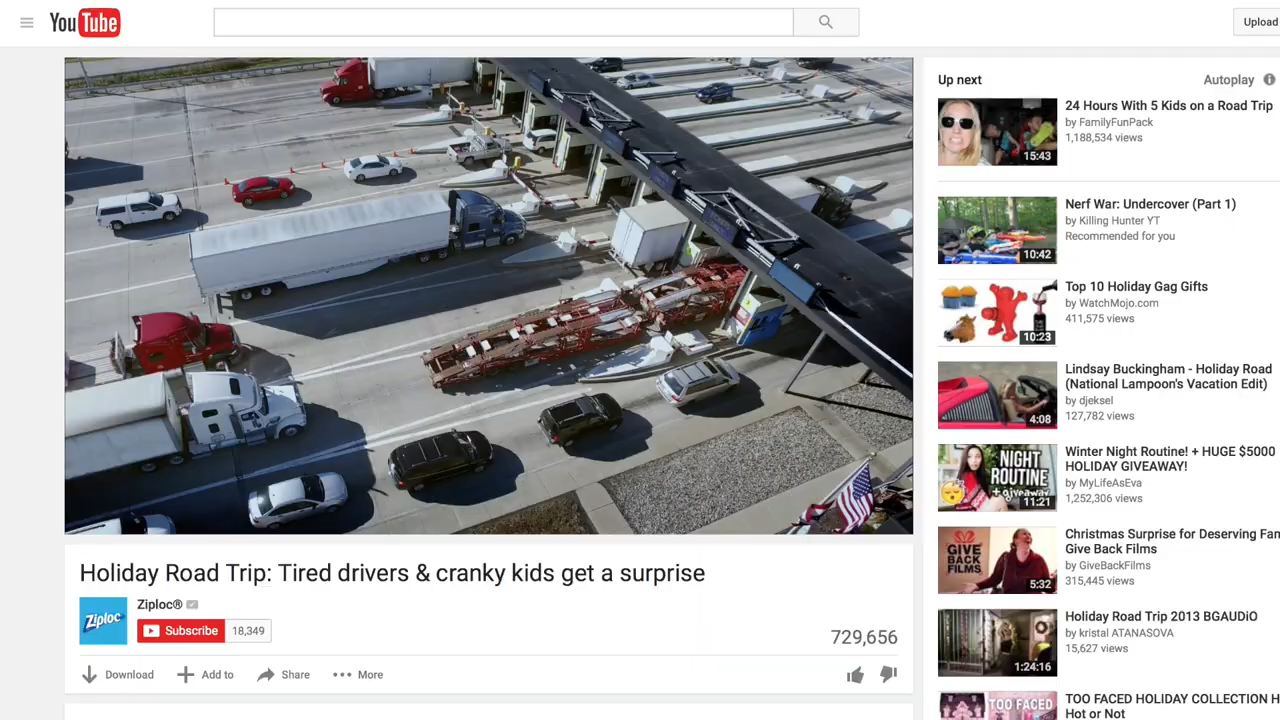 YouTube
Upload
Up next
Autoplay
24 Hours With 5 Kids on a Road Trip
by FamilyFunPack
1,188,534 views
15:43
Nerf War: Undercover (Part 1)
by Killing Hunter YT
Recommended for you
10:42
Top 10 Holiday Gag Gifts
by WatchMojo.com
411,575 views
10:23
Lindsay Buckingham - Holiday Road
(National Lampoon's Vacation Edit)
by djeksel
127,782 views
4:08
Winter Night Routine! + HUGE $5000
HOLIDAY GIVEAWAY!
by MyLifeAsEva
1,252,306 views
NIGHT
ROUTINE
+ giveaway
11:21
Christmas Surprise for Deserving Fam
Give Back Films
by GiveBackFilms
315,445 views
GIVE
BACK
FILMS
5:32
Holiday Road Trip 2013 BGAUDiO
by kristal ATANASOVA
15,627 views
1:24:16
TOO FACED HOLIDAY COLLECTION H
Hot or Not
TOO FACED
Holiday Road Trip: Tired drivers & cranky kids get a surprise
Ziploc
Ziploc®
Subscribe
18,349
729,656
Download
Add to
Share
More